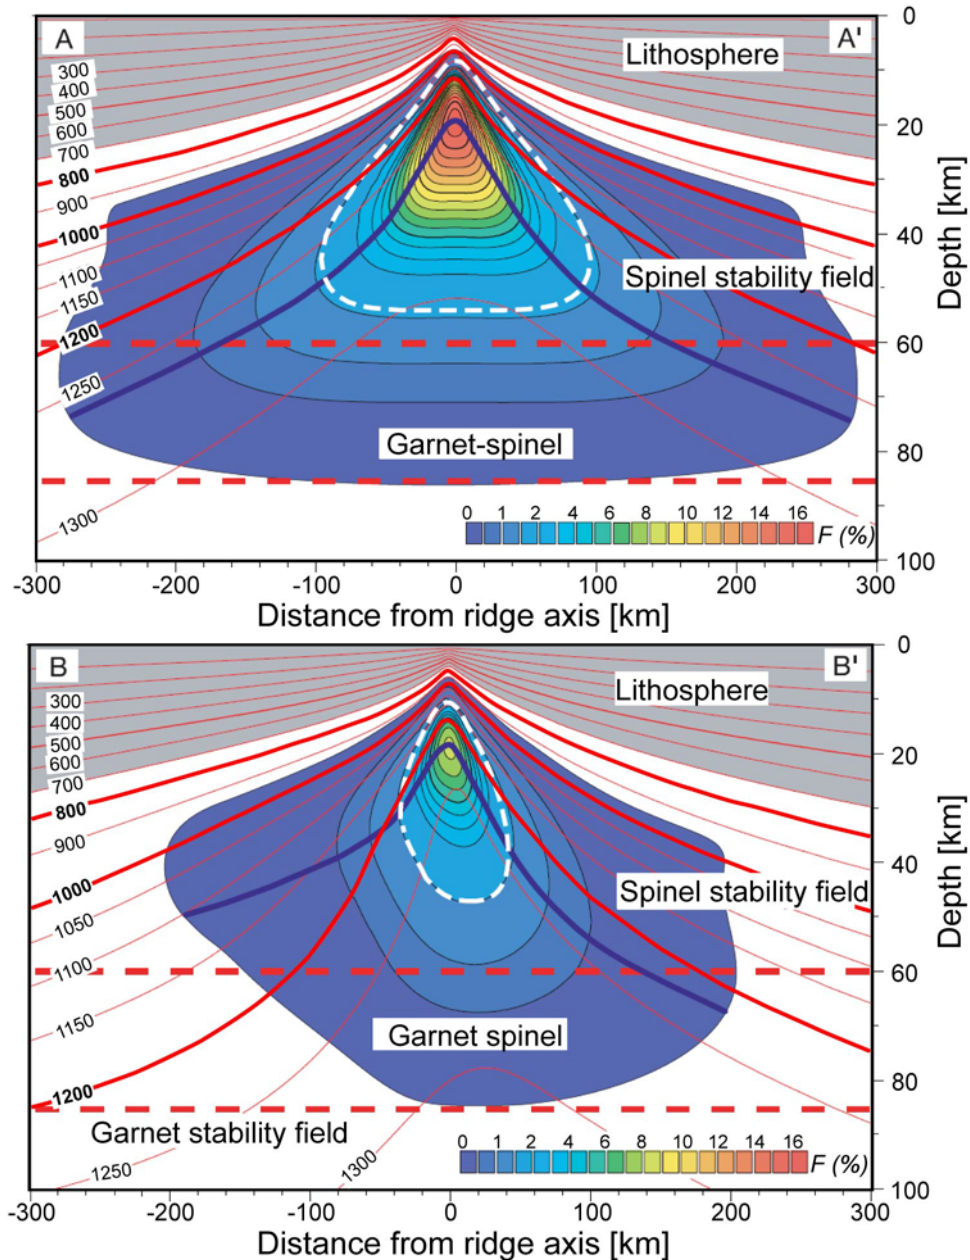 A A'
Lithosphere
300
400
500
600
700
800
900
1000
1100
1150
1200
1250
1300
Spinel stability field
Garnet-spinel
0 1 2 4 6 8 10 12 14 16 F (%)
0
20
40
60
80
100
Depth [km]
-300 -200 -100 0 100 200 300
Distance from ridge axis [km]
B B'
Lithosphere
300
400
500
600
700
800
900
1000
1050
1100
1150
1200
1250
1300
Spinel stability field
Garnet spinel
Garnet stability field
0 1 2 4 6 8 10 12 14 16 F (%)
0
20
40
60
80
100
Depth [km]
-300 -200 -100 0 100 200 300
Distance from ridge axis [km]